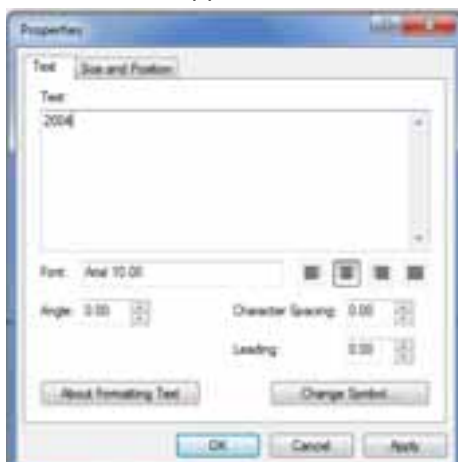 Properties
Text Size and Position
Text
2004
Font: Arial 10.00
Angle: 0.00 Character Spacing: 0.00
Leading: 0.00
About Formatting Text Change Symbol...
OK Cancel Apply